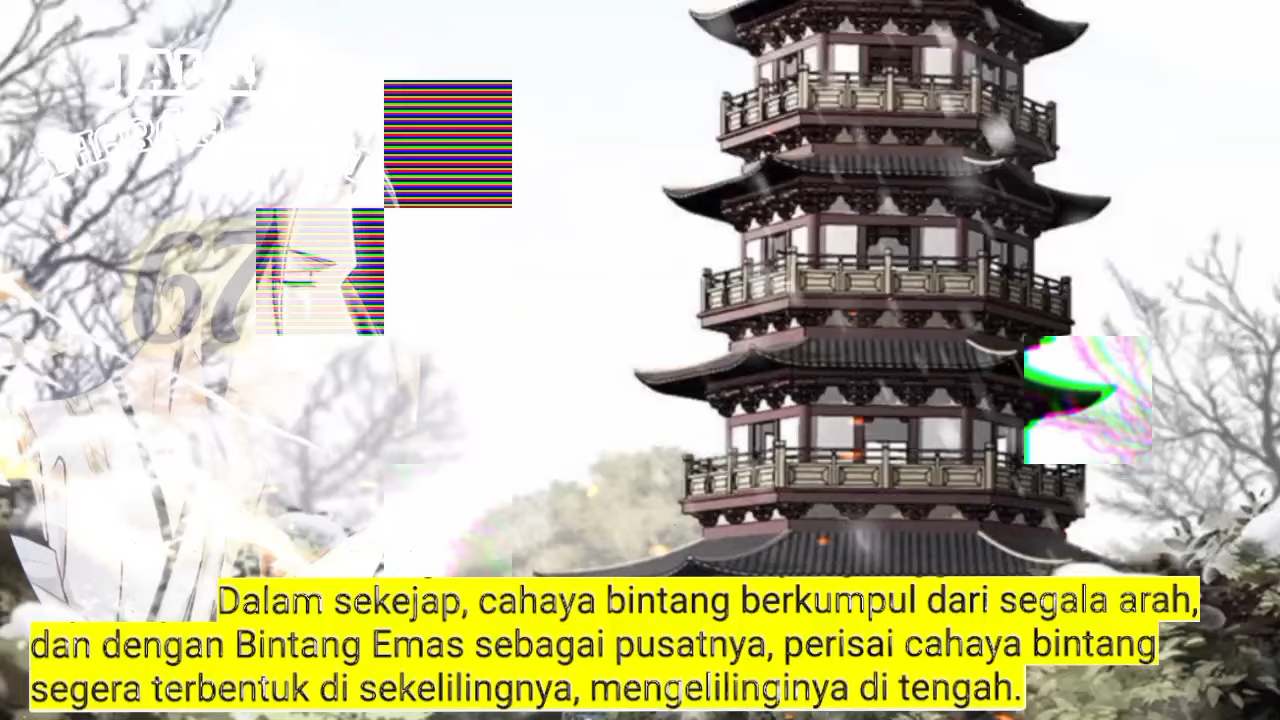 67
Dalam sekejap, cahaya bintang berkumpul dari segala arah,
dan dengan Bintang Emas sebagai pusatnya, perisai cahaya bintang
segera terbentuk di sekelilingnya, mengelilinginya di tengah.